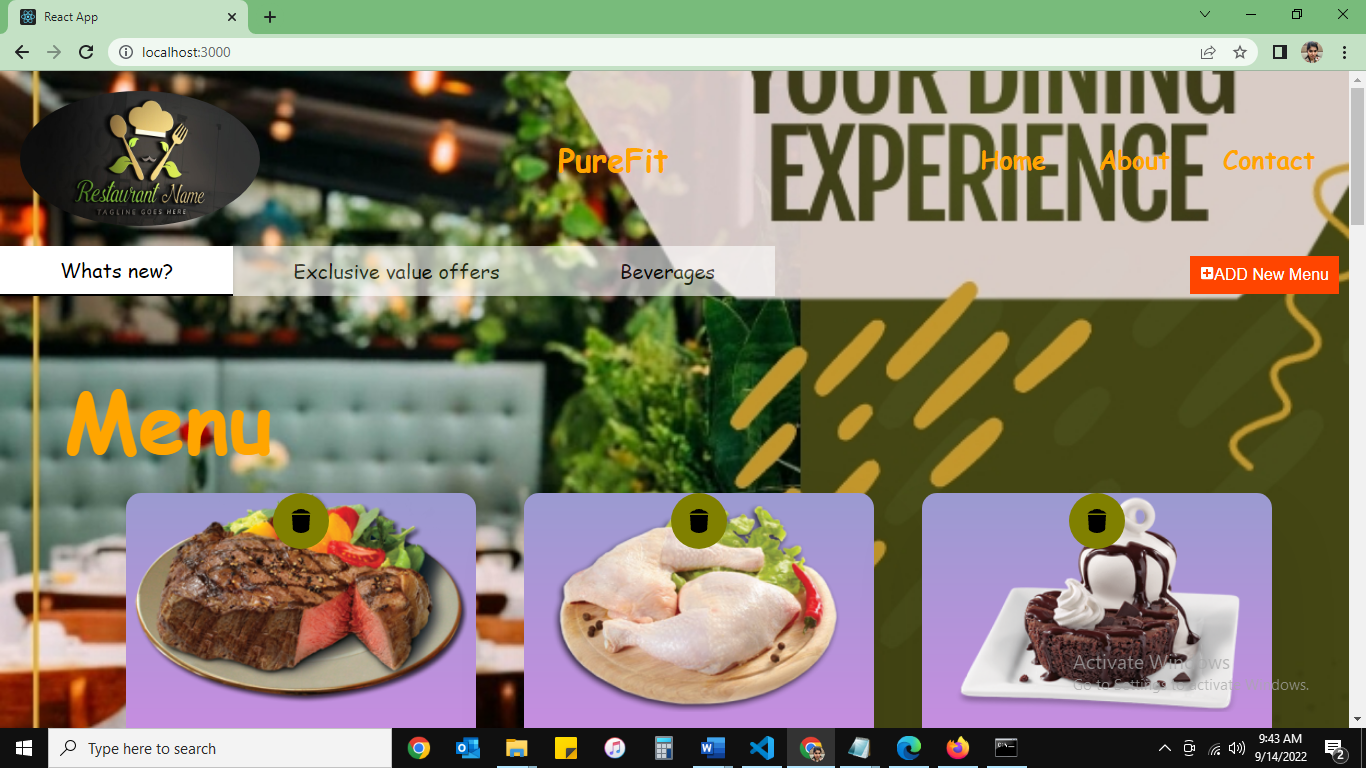 React App
localhost:3000
YOUR DINING
EXPERIENCE
Restaurant Name
TAGLINE GOES HERE
PureFit
Home About Contact
Whats new? Exclusive value offers Beverages
ADD New Menu
Menu
Activate Windows
Go to Settings to activate Windows.
Type here to search
9:43 AM
9/14/2022
2